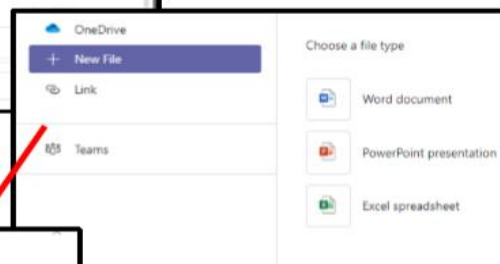 OneDrive
New File
Link
Teams
Choose a file type
Word document
PowerPoint presentation
Excel spreadsheet